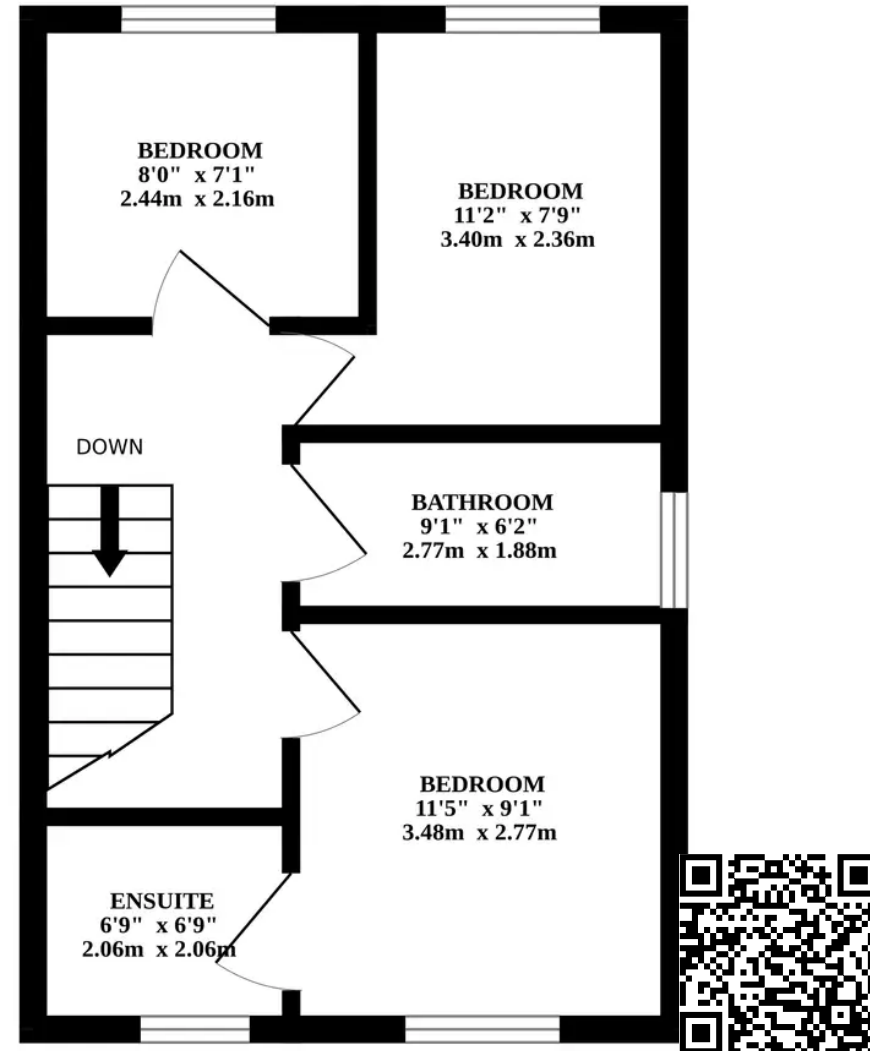 BEDROOM
8'0" x 7'1"
2.44m x 2.16m
BEDROOM
11'2" x 7'9"
3.40m x 2.36m
DOWN
BATHROOM
9'1" x 6'2"
2.77m x 1.88m
BEDROOM
11'5" x 9'1"
3.48m x 2.77m
ENSUITE
6'9" x 6'9"
2.06m x 2.06m